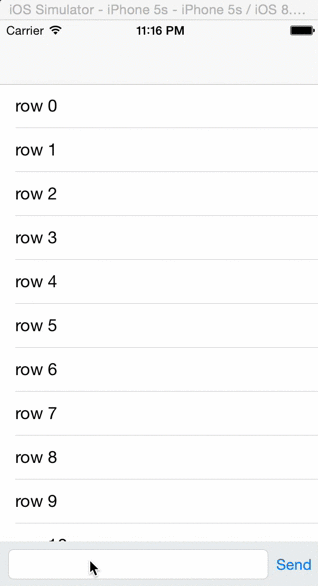 iOS Simulator - iPhone 5s - iPhone 5s / iOS 8....
Carrier 11:16 PM
row 0
row 1
row 2
row 3
row 4
row 5
row 6
row 7
row 8
row 9
Send